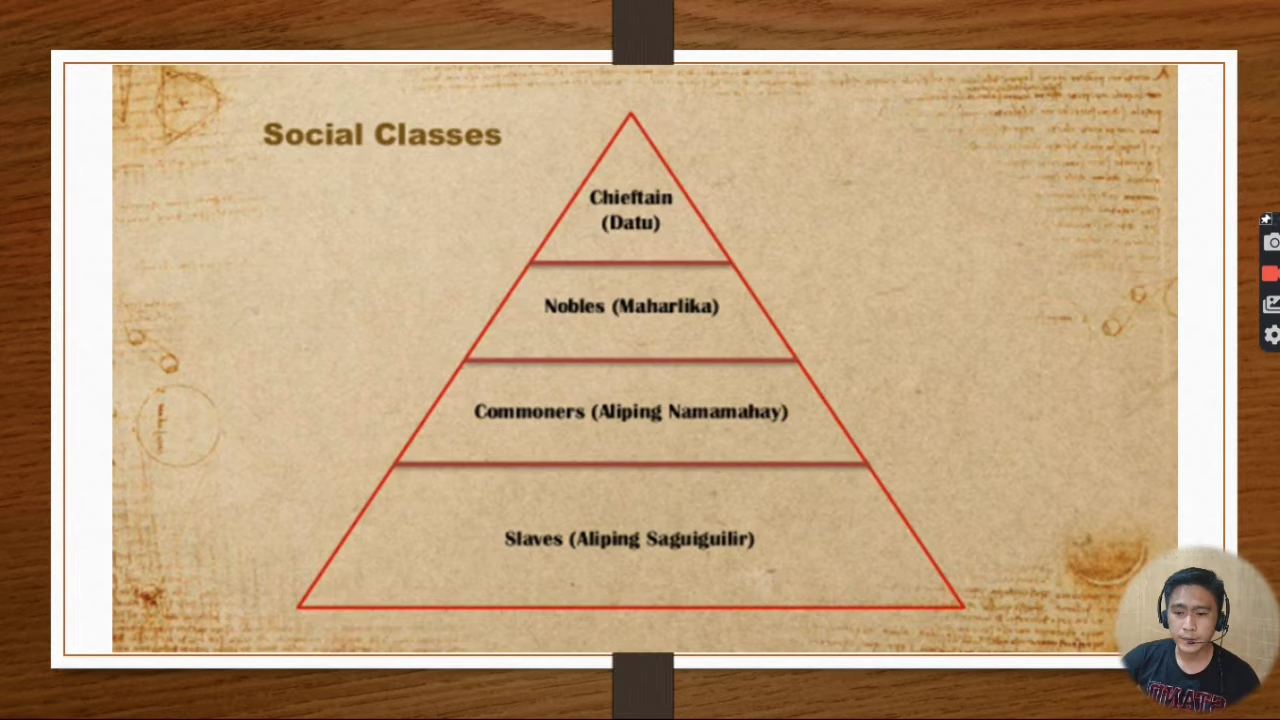 Social Classes
Chieftain
(Datu)
Nobles (Maharlika)
Commoners (Aliping Namamahay)
Slaves (Aliping Saguiguilir)